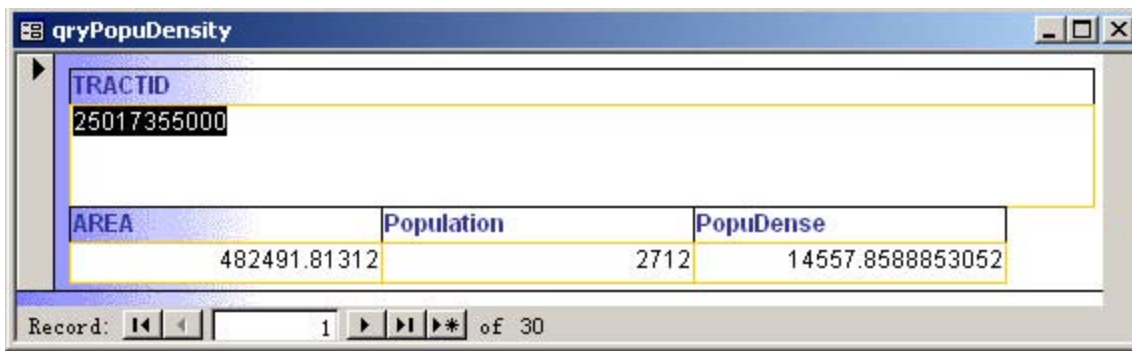 qryPopuDensity
TRACTID
25017355000
AREA Population PopuDense
482491.81312 2712 14557.8588853052
Record: 1 of 30